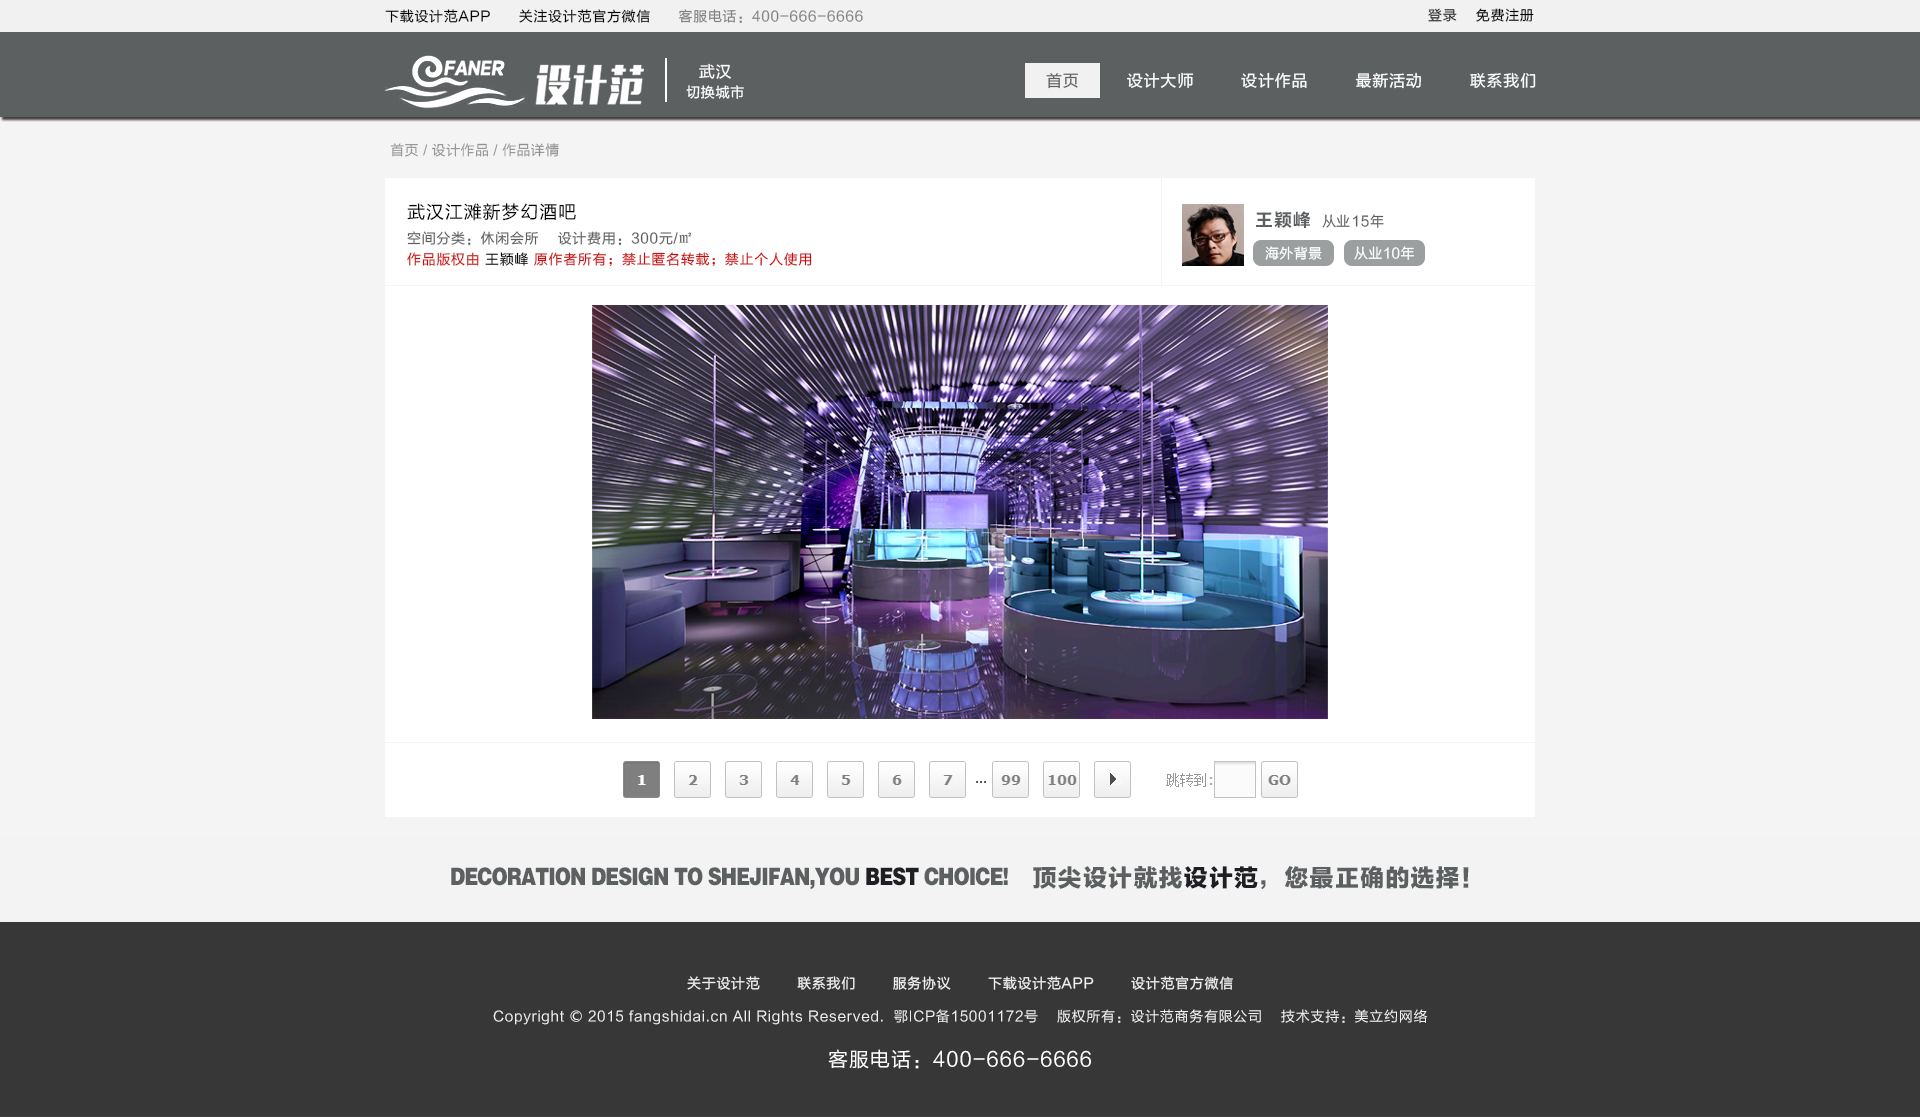 下载设计范APP 关注设计范官方微信 客服电话：400-666-6666 登录 免费注册
FANER 设计范 武汉 切换城市 首页 设计大师 设计作品 最新活动 联系我们
首页 / 设计作品 / 作品详情
武汉江滩新梦幻酒吧
空间分类：休闲会所 设计费用：300元/㎡
作品版权由 王颖峰 原作者所有；禁止匿名转载；禁止个人使用
王颖峰 从业15年
海外背景 从业10年
1 2 3 4 5 6 7 ... 99 100 跳转到: GO
DECORATION DESIGN TO SHEJIFAN,YOU BEST CHOICE! 顶尖设计就找设计范，您最正确的选择！
关于设计范 联系我们 服务协议 下载设计范APP 设计范官方微信
Copyright © 2015 fangshidai.cn All Rights Reserved. 鄂ICP备15001172号 版权所有：设计范商务有限公司 技术支持：美立约网络
客服电话：400-666-6666